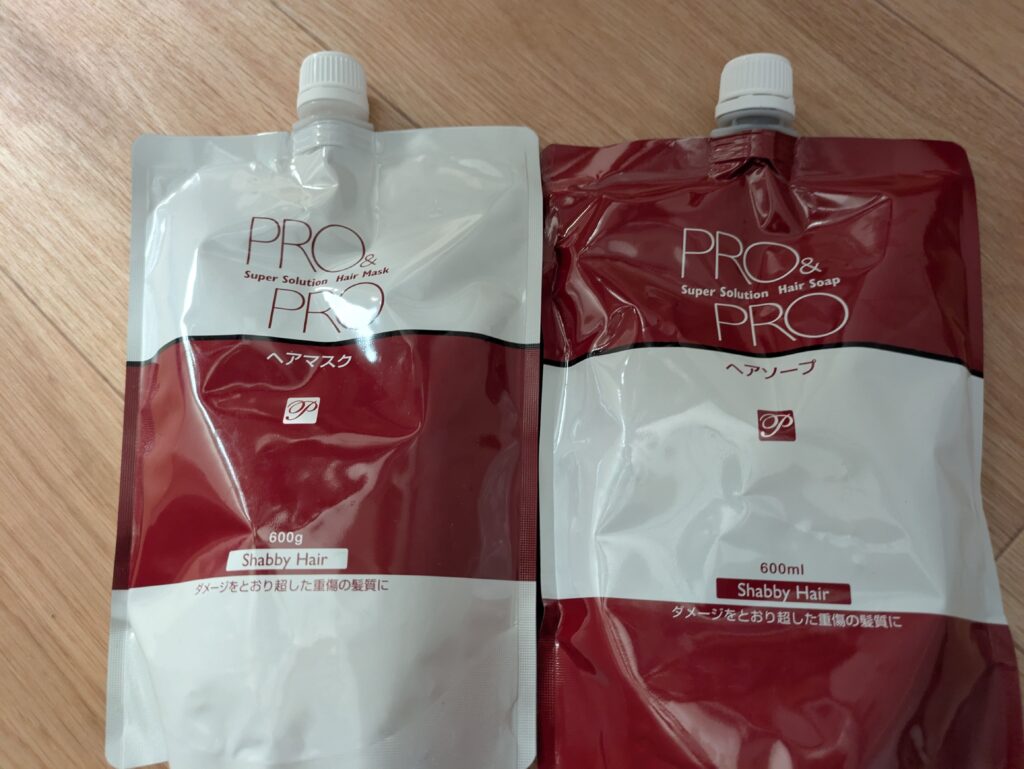 PRO&
Super Solution Hair Mask
PRO
ヘアマスク
P
600g
Shabby Hair
ダメージをとおり超した重傷の髪質に
PRO&
Super Solution Hair Soap
PRO
ヘアソープ
P
600ml
Shabby Hair
ダメージをとおり超した重傷の髪質に